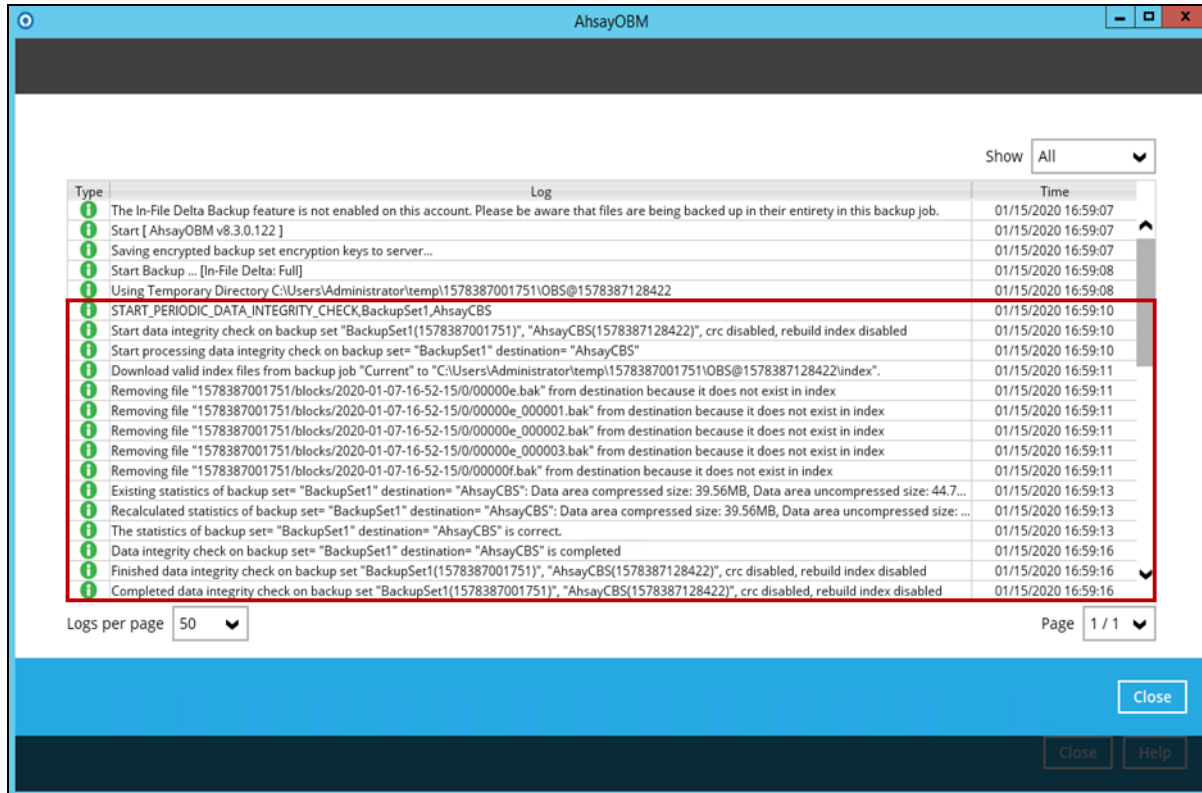 AhsayOBM
Show All
Type Log Time
The In-File Delta Backup feature is not enabled on this account. Please be aware that files are being backed up in their entirety in this backup job. 01/15/2020 16:59:07
Start [ AhsayOBM v8.3.0.122 ] 01/15/2020 16:59:07
Saving encrypted backup set encryption keys to server... 01/15/2020 16:59:07
Start Backup ... [In-File Delta: Full] 01/15/2020 16:59:08
Using Temporary Directory C:\Users\Administrator\temp\1578387001751\OBS@1578387128422 01/15/2020 16:59:08
START_PERIODIC_DATA_INTEGRITY_CHECK,BackupSet1,AhsayCBS 01/15/2020 16:59:10
Start data integrity check on backup set "BackupSet1(1578387001751)", "AhsayCBS(1578387128422)", crc disabled, rebuild index disabled 01/15/2020 16:59:10
Start processing data integrity check on backup set= "BackupSet1" destination= "AhsayCBS" 01/15/2020 16:59:10
Download valid index files from backup job "Current" to "C:\Users\Administrator\temp\1578387001751\OBS@1578387128422\index". 01/15/2020 16:59:11
Removing file "1578387001751/blocks/2020-01-07-16-52-15/0/00000e.bak" from destination because it does not exist in index 01/15/2020 16:59:11
Removing file "1578387001751/blocks/2020-01-07-16-52-15/0/00000e_000001.bak" from destination because it does not exist in index 01/15/2020 16:59:11
Removing file "1578387001751/blocks/2020-01-07-16-52-15/0/00000e_000002.bak" from destination because it does not exist in index 01/15/2020 16:59:11
Removing file "1578387001751/blocks/2020-01-07-16-52-15/0/00000e_000003.bak" from destination because it does not exist in index 01/15/2020 16:59:11
Removing file "1578387001751/blocks/2020-01-07-16-52-15/0/00000f.bak" from destination because it does not exist in index 01/15/2020 16:59:11
Existing statistics of backup set= "BackupSet1" destination= "AhsayCBS": Data area compressed size: 39.56MB, Data area uncompressed size: 44.7... 01/15/2020 16:59:13
Recalculated statistics of backup set= "BackupSet1" destination= "AhsayCBS": Data area compressed size: 39.56MB, Data area uncompressed size: ... 01/15/2020 16:59:13
The statistics of backup set= "BackupSet1" destination= "AhsayCBS" is correct. 01/15/2020 16:59:13
Data integrity check on backup set= "BackupSet1" destination= "AhsayCBS" is completed 01/15/2020 16:59:16
Finished data integrity check on backup set "BackupSet1(1578387001751)", "AhsayCBS(1578387128422)", crc disabled, rebuild index disabled 01/15/2020 16:59:16
Completed data integrity check on backup set "BackupSet1(1578387001751)", "AhsayCBS(1578387128422)", crc disabled, rebuild index disabled 01/15/2020 16:59:16
Logs per page 50 Page 1 / 1
Close
Close Help